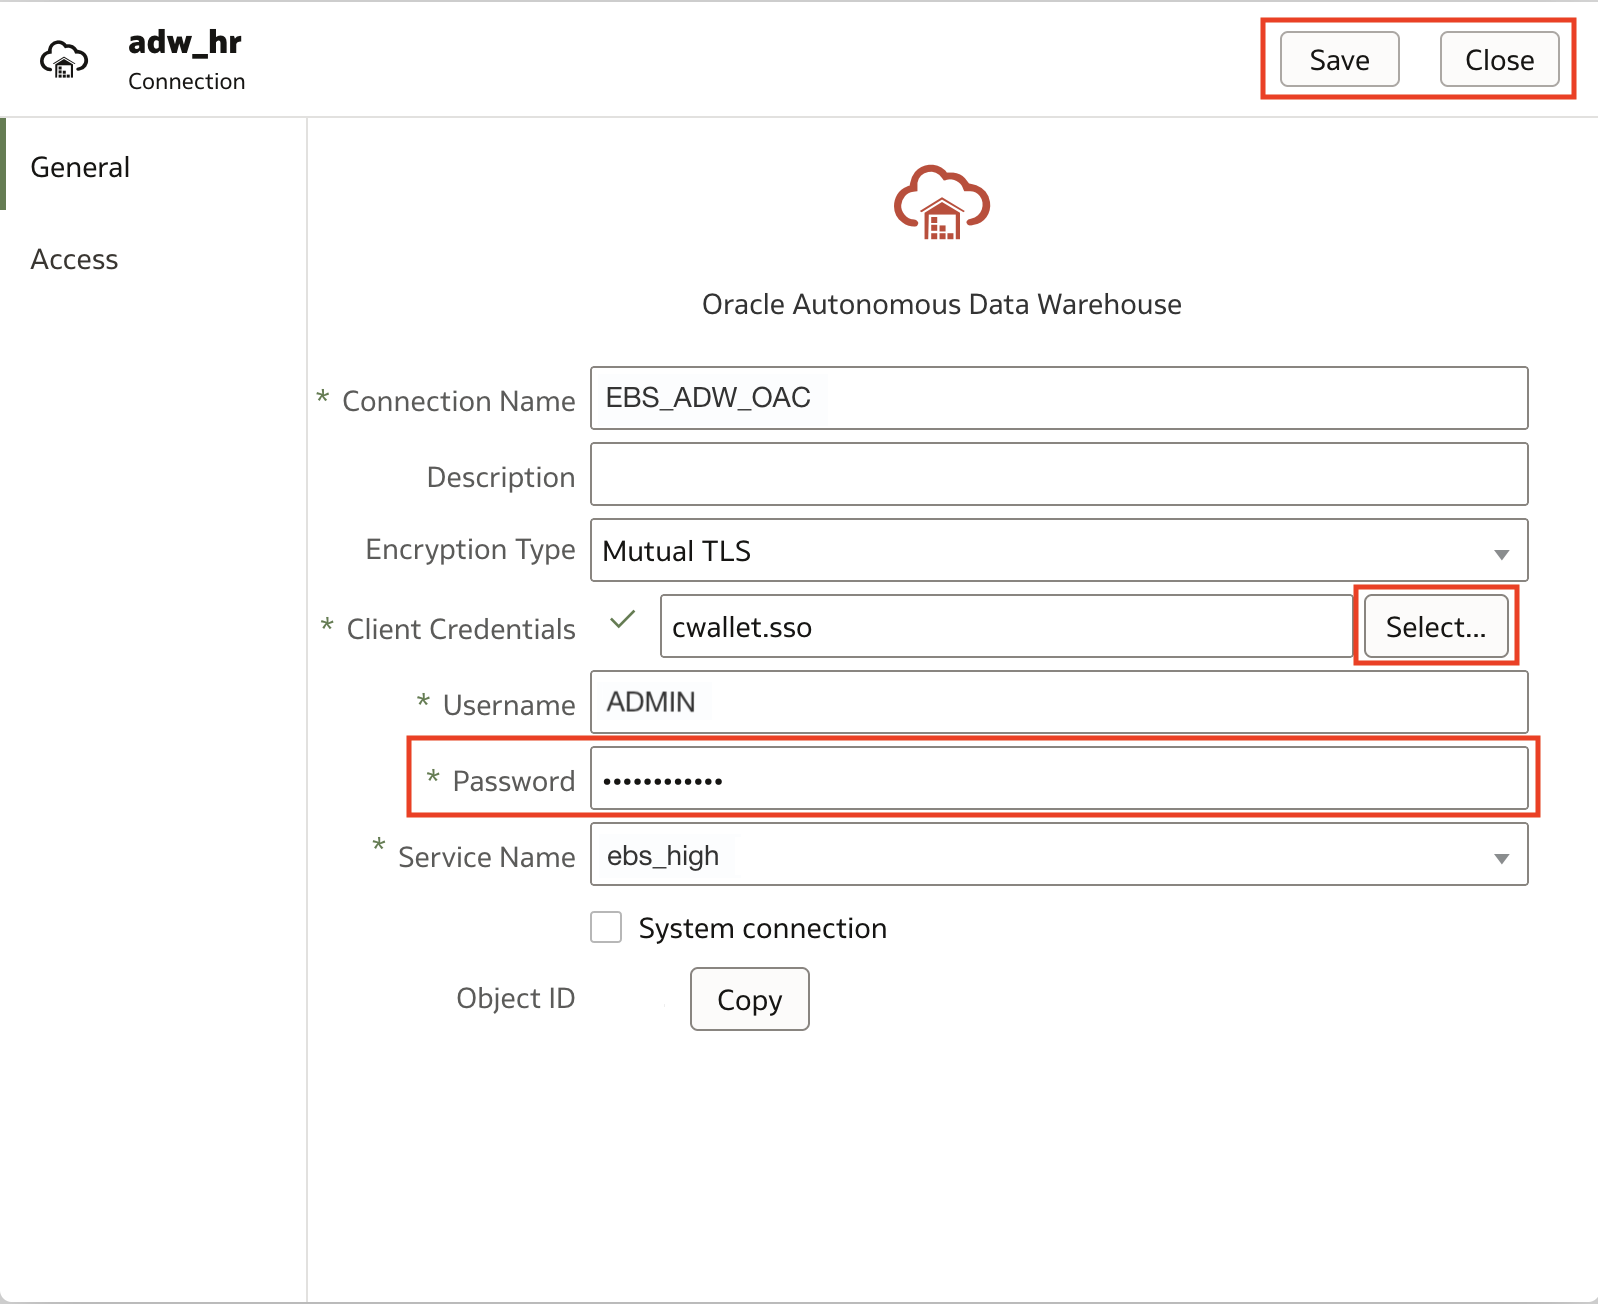 adw_hr
Connection
Save
Close
General
Access
Oracle Autonomous Data Warehouse
* Connection Name EBS_ADW_OAC
Description
Encryption Type Mutual TLS
* Client Credentials cwallet.sso Select...
* Username ADMIN
* Password ••••••••••••
* Service Name ebs_high
System connection
Object ID Copy